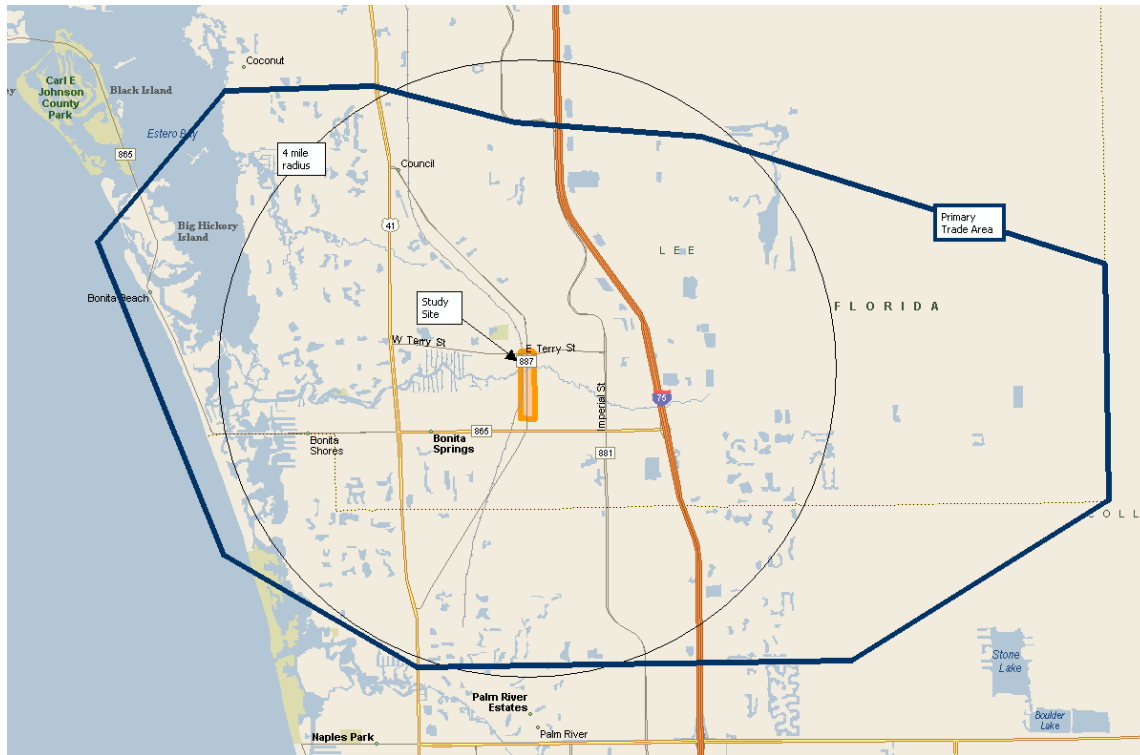 Coconut
Carl E
Johnson
County
Park
Black Island
ey
Estero Bay
865
4 mile
radius
Council
Primary
Trade Area
Big Hickory
Island
41
L E E
Bonita Beach
Study
Site
FLORIDA
W Terry St
E Terry St
887
75
Imperial St
865
Bonita
Shores
Bonita
Springs
881
COLL
Stone
Lake
Palm River
Estates
Boulder
Lake
Palm River
Naples Park